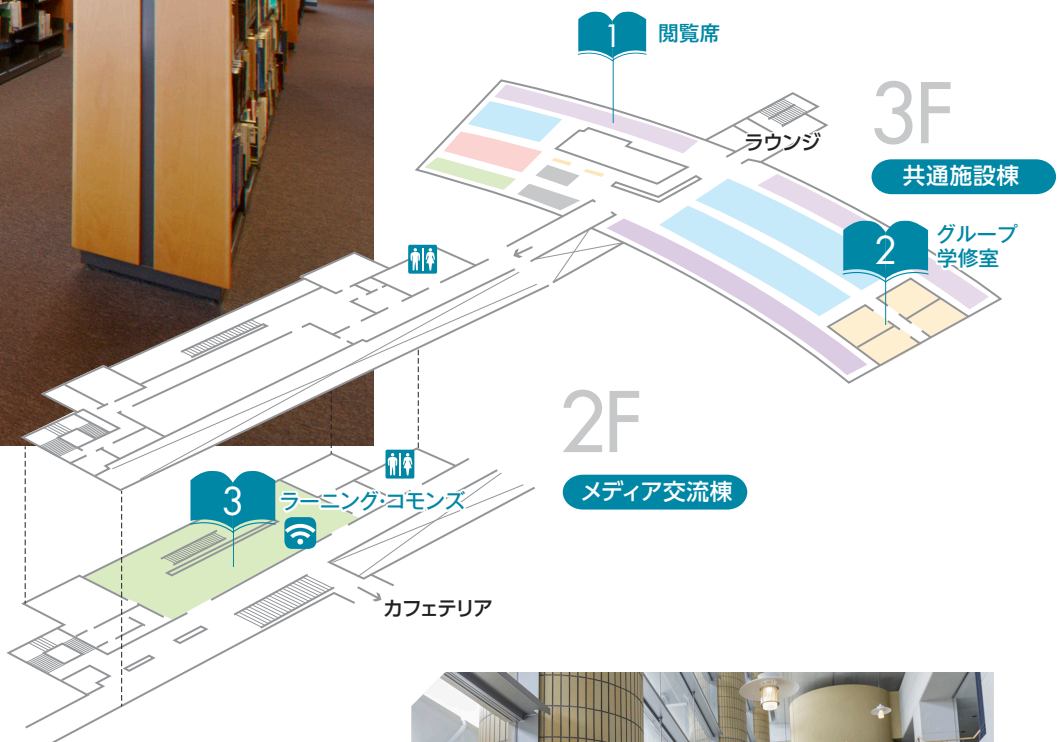 1
閲覧席
3F
ラウンジ
共通施設棟
2
グループ
学修室
2F
メディア交流棟
3
ラーニング・コモンズ
カフェテリア